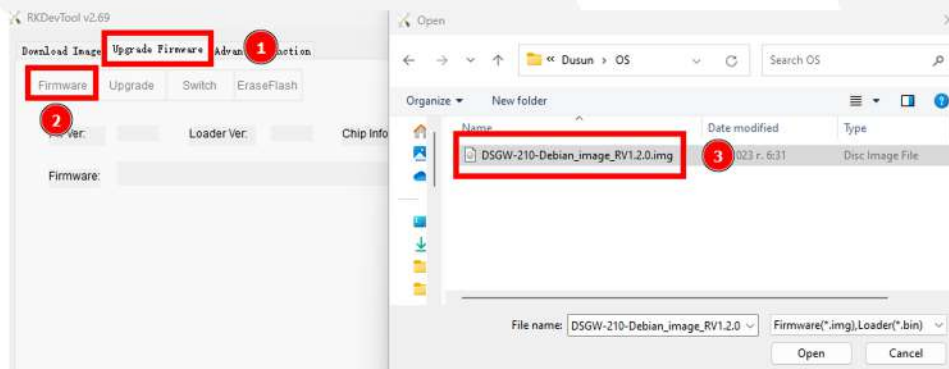 RKDevTool v2.69
Download Image Upgrade Firmware 1
Firmware Upgrade Switch EraseFlash
2
Ver: Loader Ver: Chip Info
Firmware:
Open
« Dusun › OS Search OS
Organize New folder
Name Date modified Type
DSGW-210-Debian_image_RV1.2.0.img 3 023 r. 6:31 Disc Image File
File name: DSGW-210-Debian_image_RV1.2.0 Firmware(*.img),Loader(*.bin)
Open Cancel